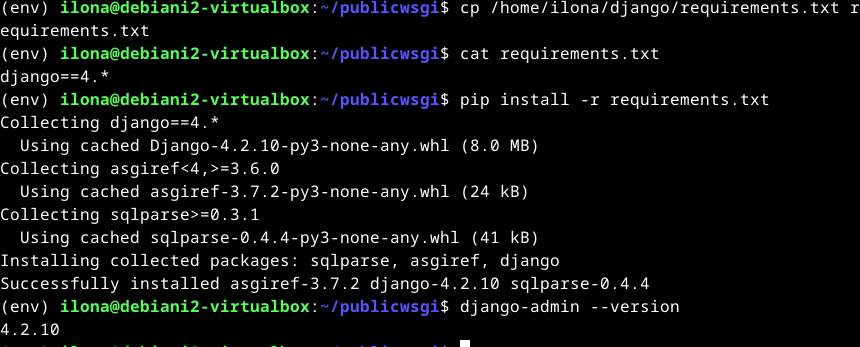 (env) ilona@debiani2-virtualbox:~/publicwsgi$ cp /home/ilona/django/requirements.txt r
equirements.txt
(env) ilona@debiani2-virtualbox:~/publicwsgi$ cat requirements.txt
django==4.*
(env) ilona@debiani2-virtualbox:~/publicwsgi$ pip install -r requirements.txt
Collecting django==4.*
  Using cached Django-4.2.10-py3-none-any.whl (8.0 MB)
Collecting asgiref<4,>=3.6.0
  Using cached asgiref-3.7.2-py3-none-any.whl (24 kB)
Collecting sqlparse>=0.3.1
  Using cached sqlparse-0.4.4-py3-none-any.whl (41 kB)
Installing collected packages: sqlparse, asgiref, django
Successfully installed asgiref-3.7.2 django-4.2.10 sqlparse-0.4.4
(env) ilona@debiani2-virtualbox:~/publicwsgi$ django-admin --version
4.2.10